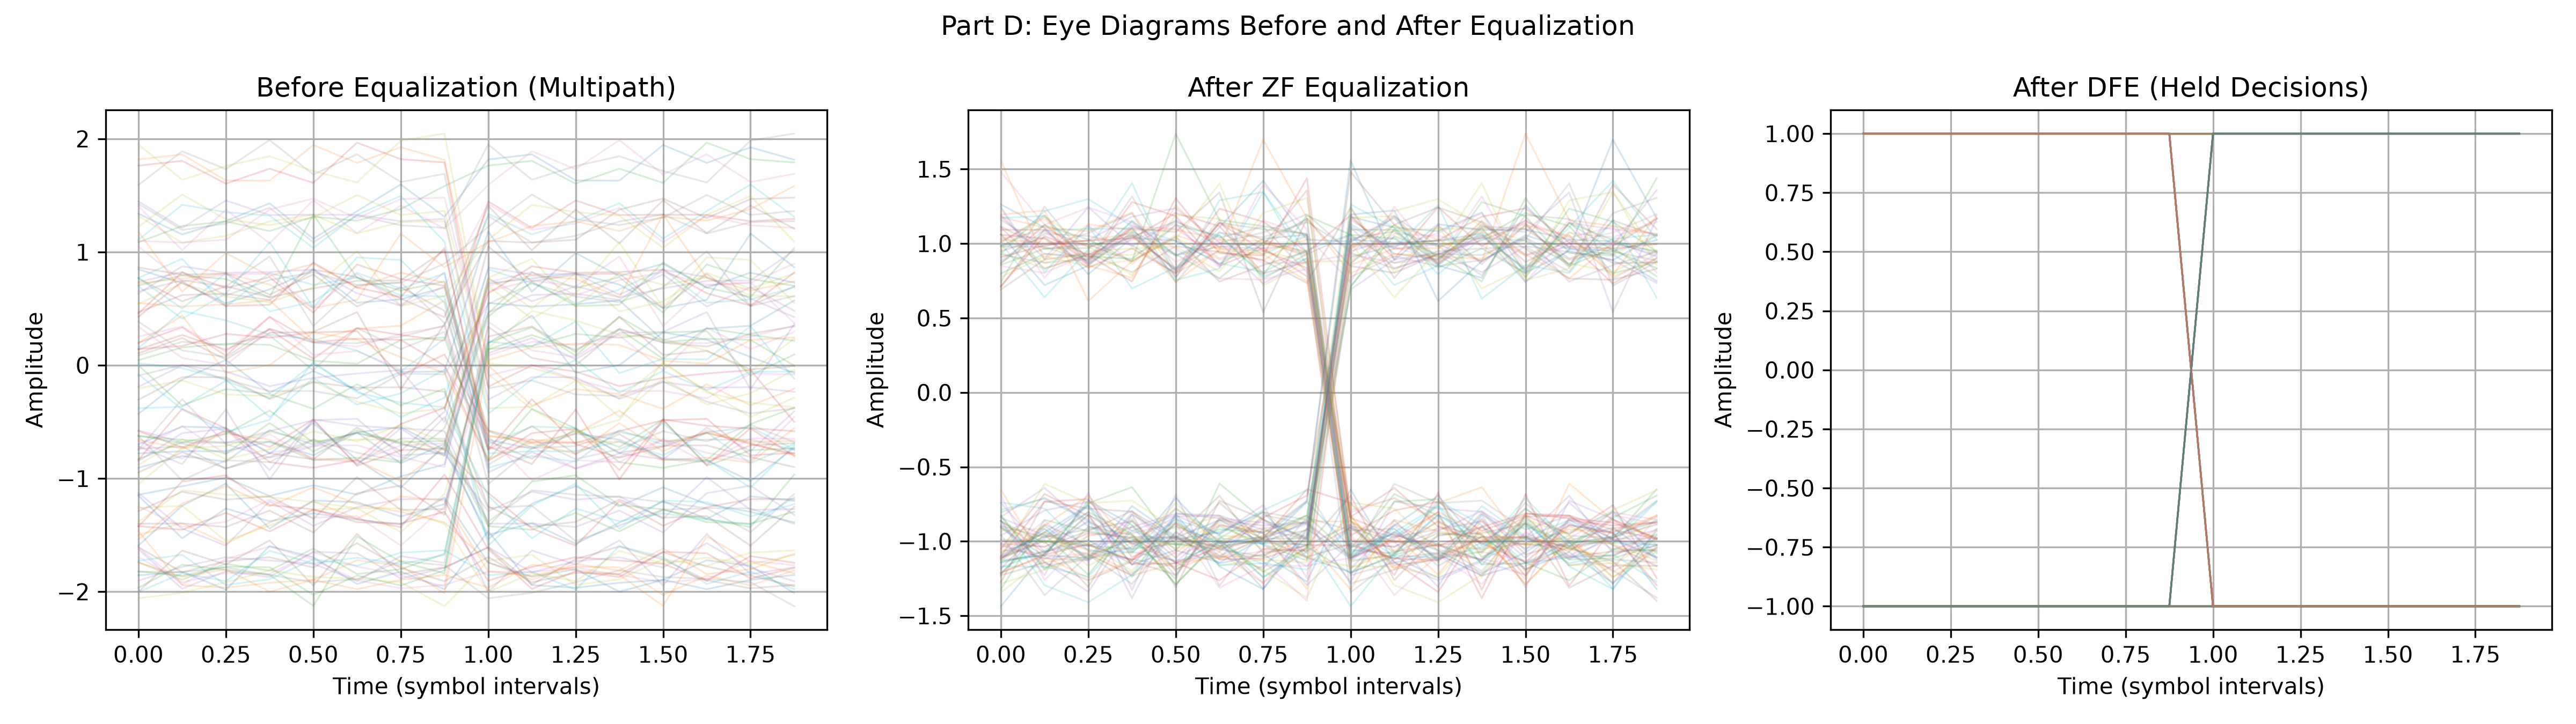 Part D: Eye Diagrams Before and After Equalization
Before Equalization (Multipath)
2
1
0
−1
−2
Amplitude
0.00 0.25 0.50 0.75 1.00 1.25 1.50 1.75
Time (symbol intervals)
After ZF Equalization
1.5
1.0
0.5
0.0
−0.5
−1.0
−1.5
Amplitude
0.00 0.25 0.50 0.75 1.00 1.25 1.50 1.75
Time (symbol intervals)
After DFE (Held Decisions)
1.00
0.75
0.50
0.25
0.00
−0.25
−0.50
−0.75
−1.00
Amplitude
0.00 0.25 0.50 0.75 1.00 1.25 1.50 1.75
Time (symbol intervals)